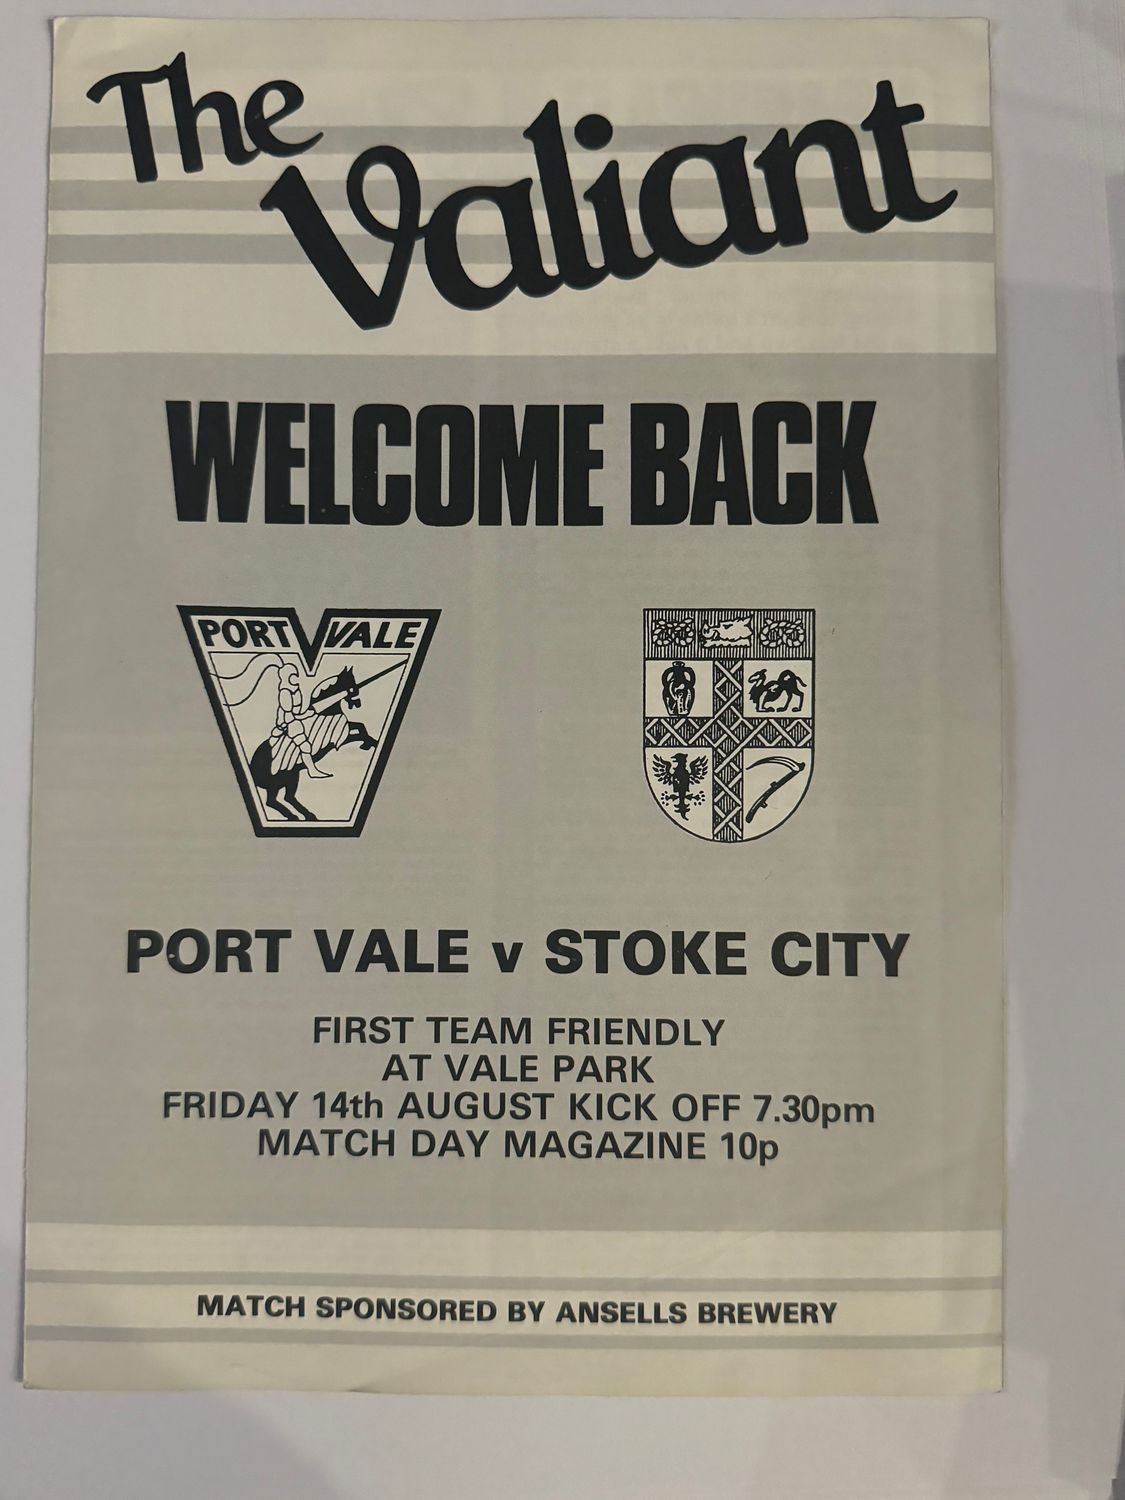 The
Valiant
WELCOME BACK
PORT VALE
PORT VALE v STOKE CITY
FIRST TEAM FRIENDLY
AT VALE PARK
FRIDAY 14th AUGUST KICK OFF 7.30pm
MATCH DAY MAGAZINE 10p
MATCH SPONSORED BY ANSELLS BREWERY